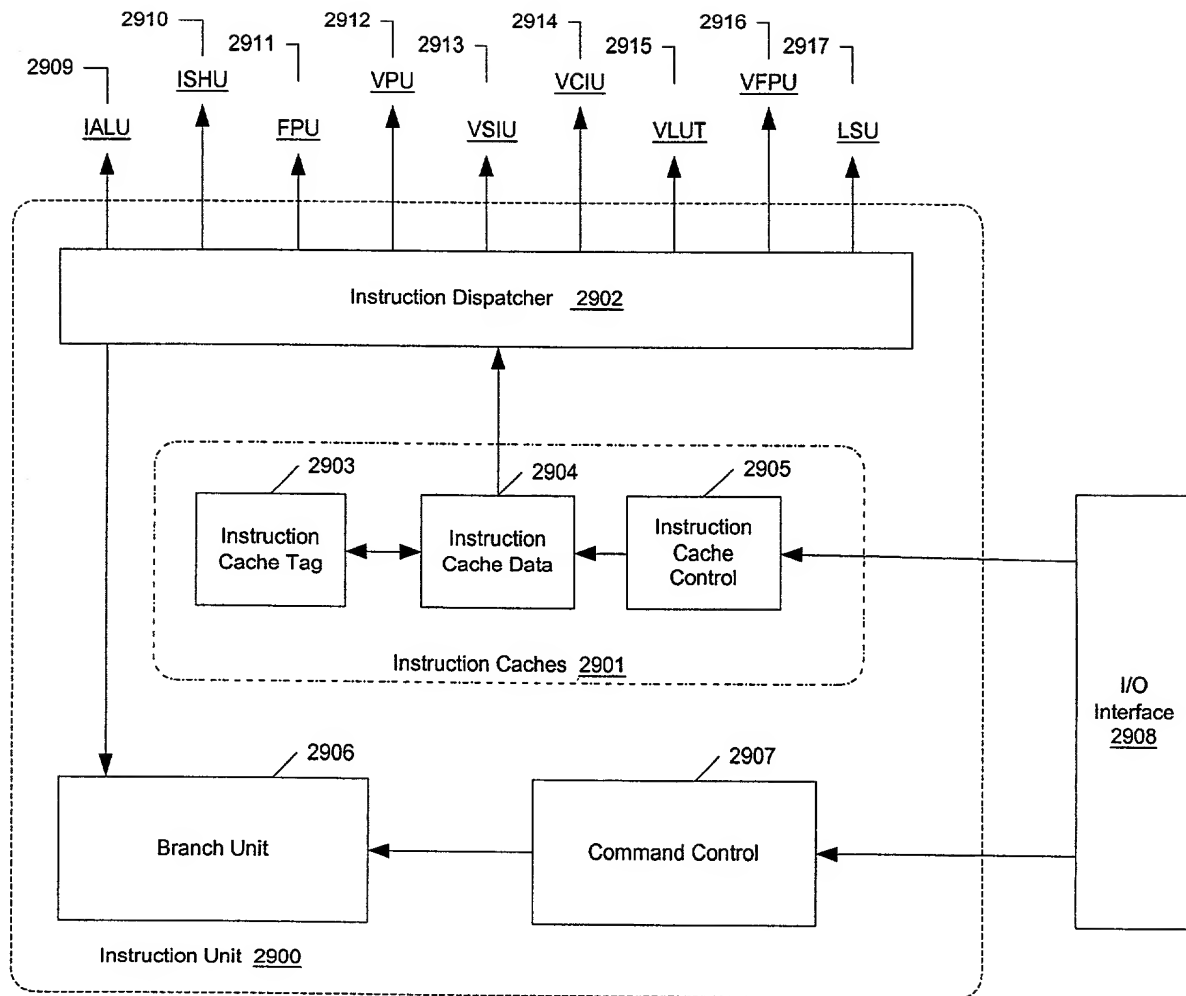 2910
2912
2914
2916
2911
2913
2915
2917
2909
ISHU
VPU
VCIU
VFPU
IALU
FPU
VSIU
VLUT
LSU
Instruction Dispatcher 2902
2903
2904
2905
Instruction
Cache Tag
Instruction
Cache Data
Instruction
Cache
Control
Instruction Caches 2901
I/O
Interface
2908
2906
2907
Branch Unit
Command Control
Instruction Unit 2900